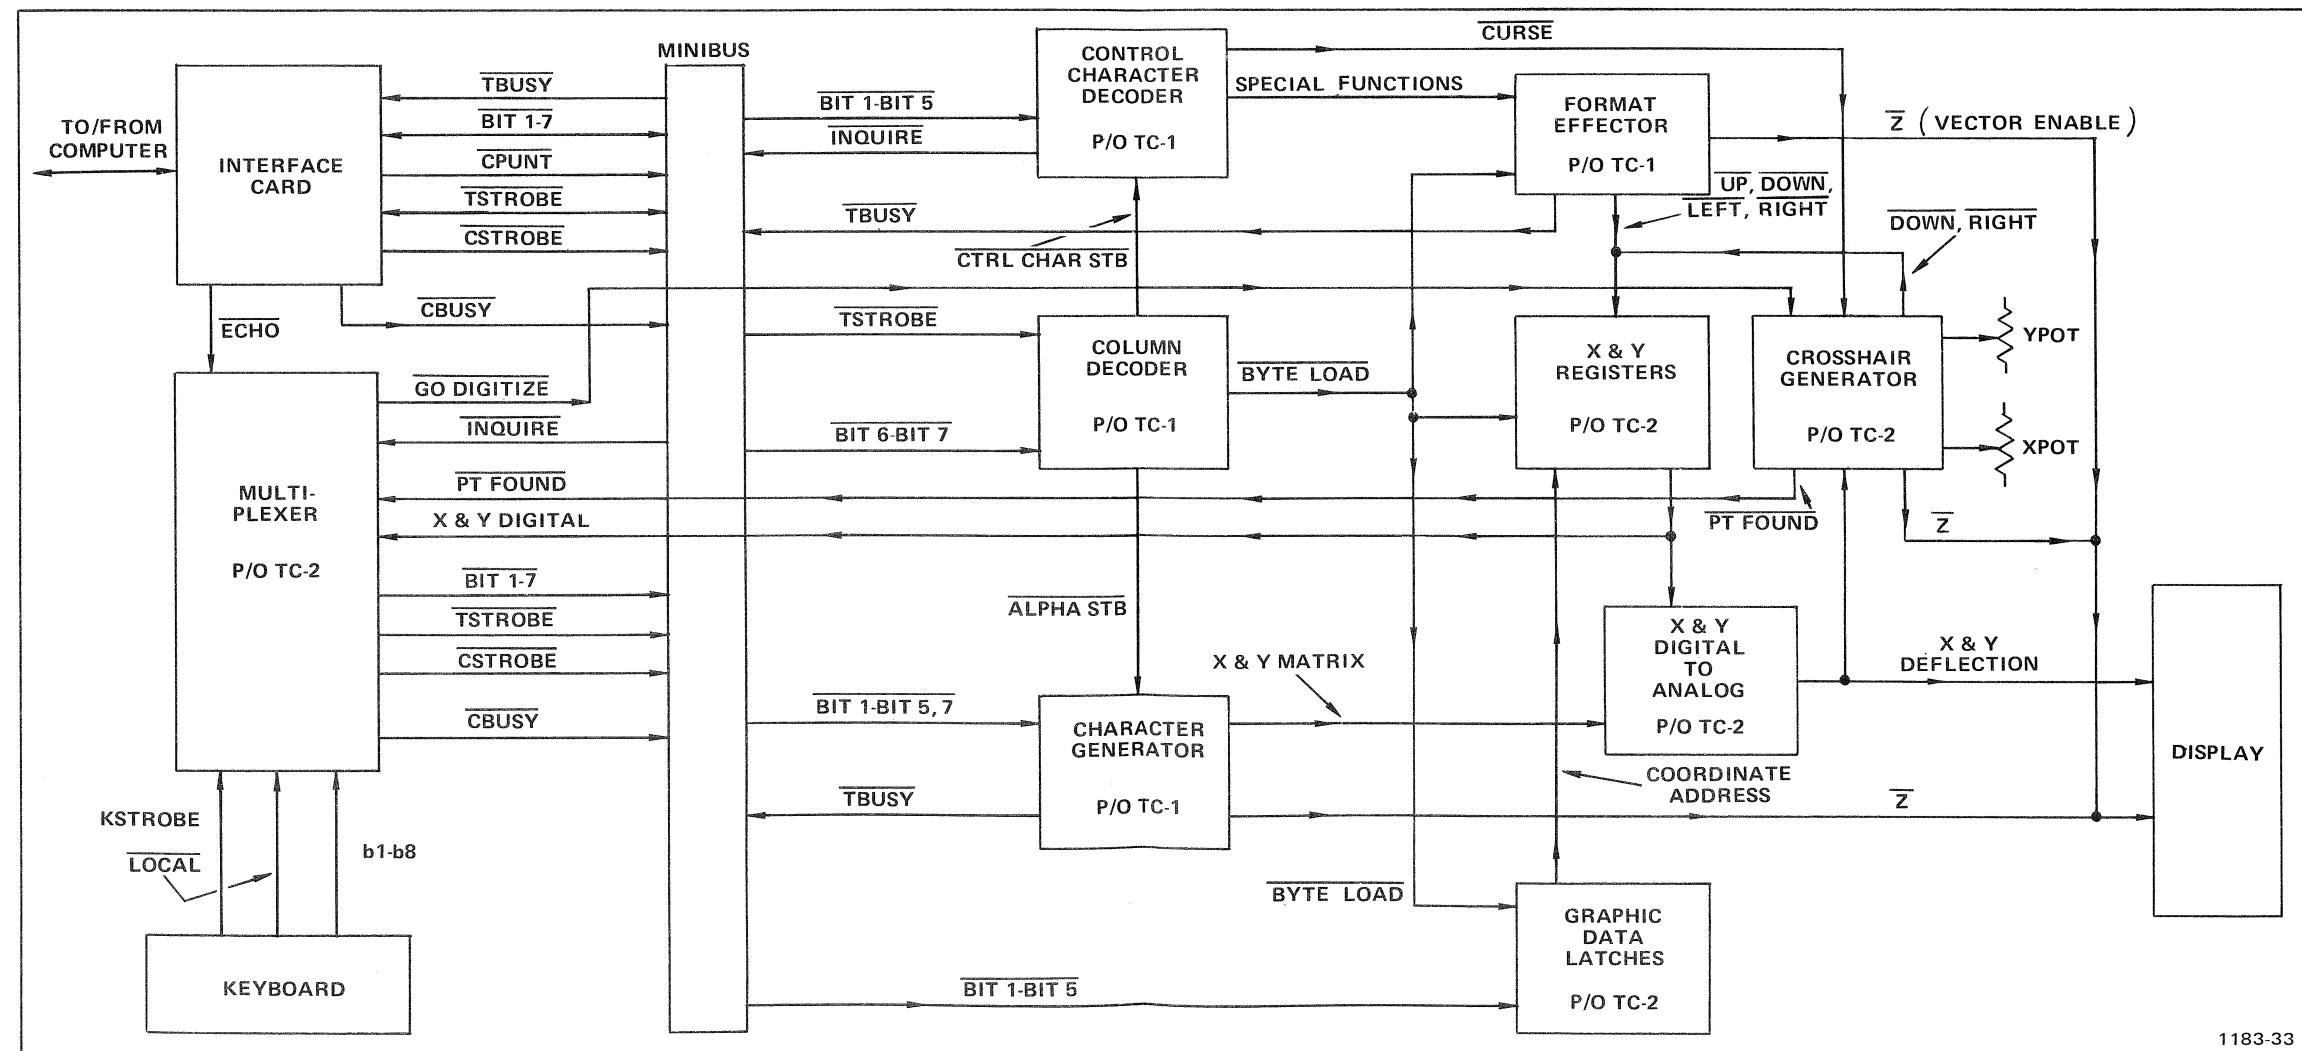 TO/FROM
COMPUTER
INTERFACE
CARD
TBUSY
BIT 1-7
CPUNT
TSTROBE
CSTROBE
ECHO
CBUSY
MULTI-
PLEXER
P/O TC-2
GO DIGITIZE
INQUIRE
PT FOUND
X & Y DIGITAL
BIT 1-7
TSTROBE
CSTROBE
CBUSY
KSTROBE
LOCAL
b1-b8
KEYBOARD
MINIBUS
BIT 1-BIT 5
INQUIRE
TBUSY
CTRL CHAR STB
TSTROBE
BIT 6-BIT 7
ALPHA STB
BIT 1-BIT 5, 7
TBUSY
BIT 1-BIT 5
CONTROL
CHARACTER
DECODER
P/O TC-1
COLUMN
DECODER
P/O TC-1
CHARACTER
GENERATOR
P/O TC-1
CURSE
SPECIAL FUNCTIONS
BYTE LOAD
X & Y MATRIX
BYTE LOAD
FORMAT
EFFECTOR
P/O TC-1
UP, DOWN,
LEFT, RIGHT
X & Y
REGISTERS
P/O TC-2
Z (VECTOR ENABLE)
DOWN, RIGHT
CROSSHAIR
GENERATOR
P/O TC-2
YPOT
XPOT
PT FOUND
Z
X & Y
DIGITAL
TO
ANALOG
P/O TC-2
X & Y
DEFLECTION
COORDINATE
ADDRESS
Z
GRAPHIC
DATA
LATCHES
P/O TC-2
DISPLAY
1183-33